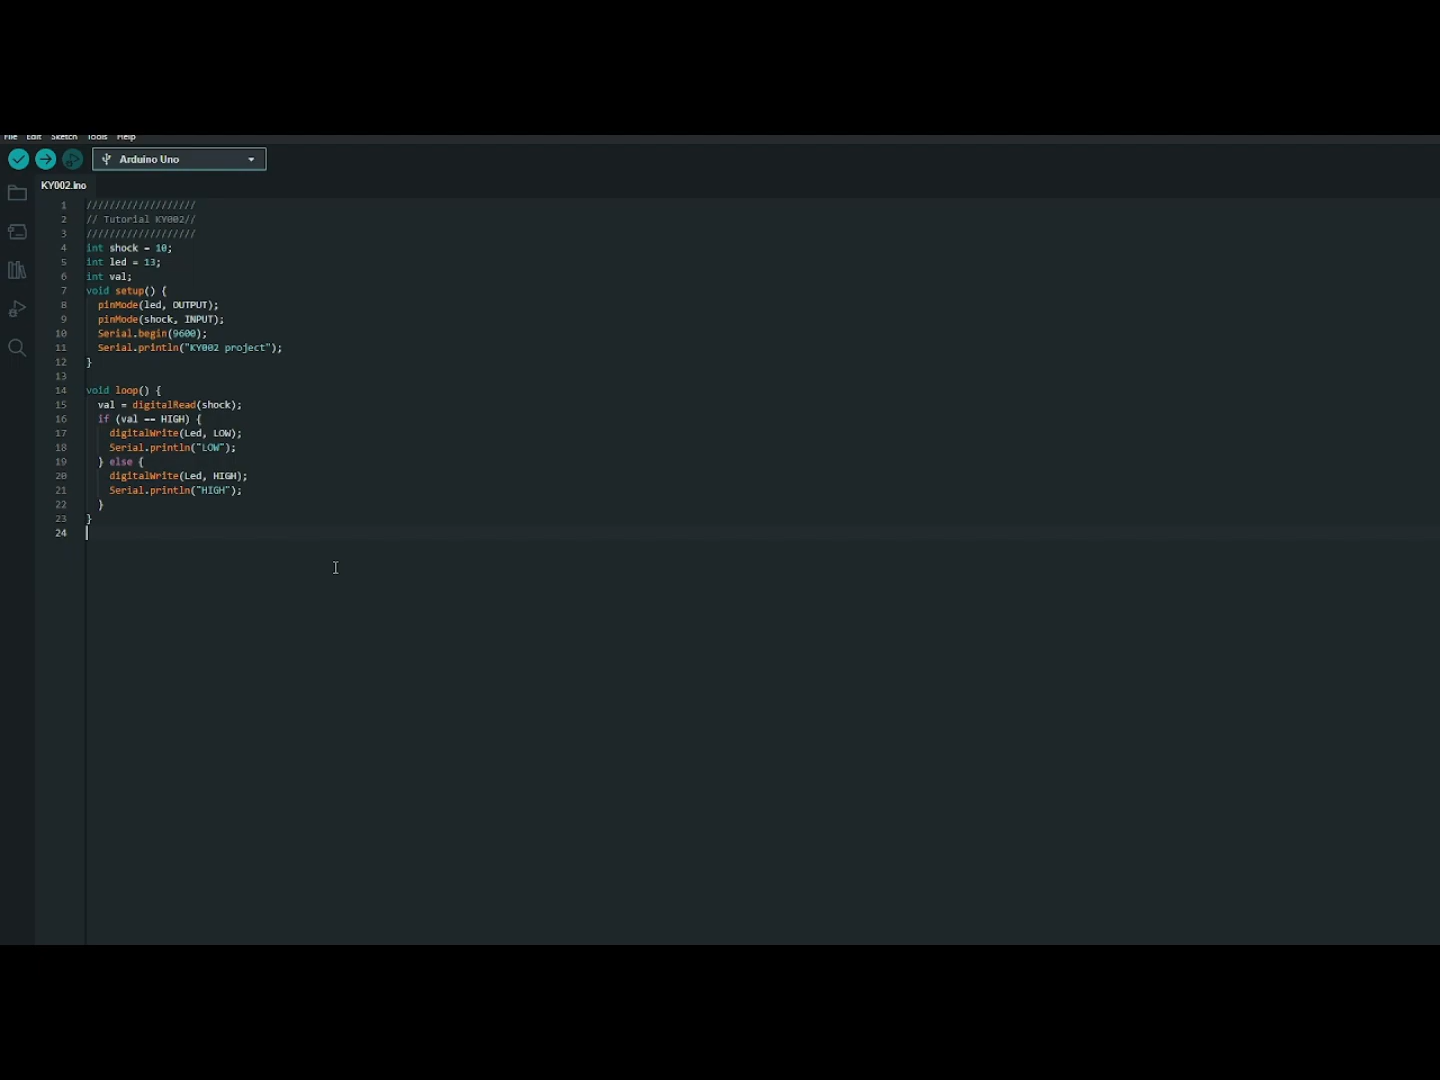 File Edit Sketch Tools Help
Arduino Uno
KY002.ino
1 ///////////////////
2 // Tutorial KY002//
3 ///////////////////
4 int shock = 10;
5 int led = 13;
6 int val;
7 void setup() {
8 pinMode(led, OUTPUT);
9 pinMode(shock, INPUT);
10 Serial.begin(9600);
11 Serial.println("KY002 project");
12 }
13
14 void loop() {
15 val = digitalRead(shock);
16 if (val == HIGH) {
17 digitalWrite(Led, LOW);
18 Serial.println("LOW");
19 } else {
20 digitalWrite(Led, HIGH);
21 Serial.println("HIGH");
22 }
23 }
24